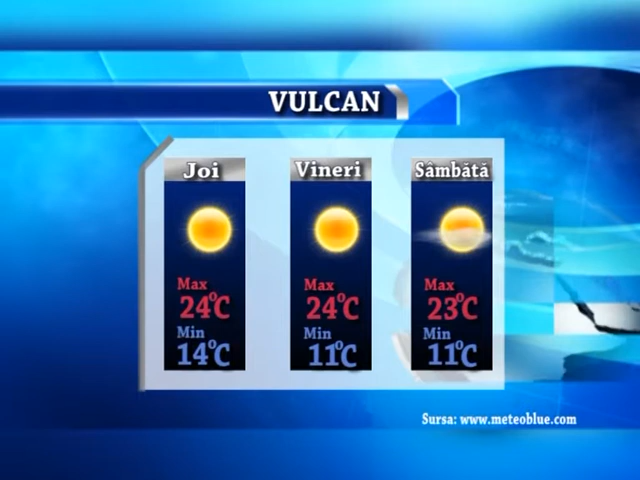 VULCAN
Joi
Vineri
Sâmbătă
Max
24°C
Min
14°C
Max
24°C
Min
11°C
Max
23°C
Min
11°C
Sursa: www.meteoblue.com